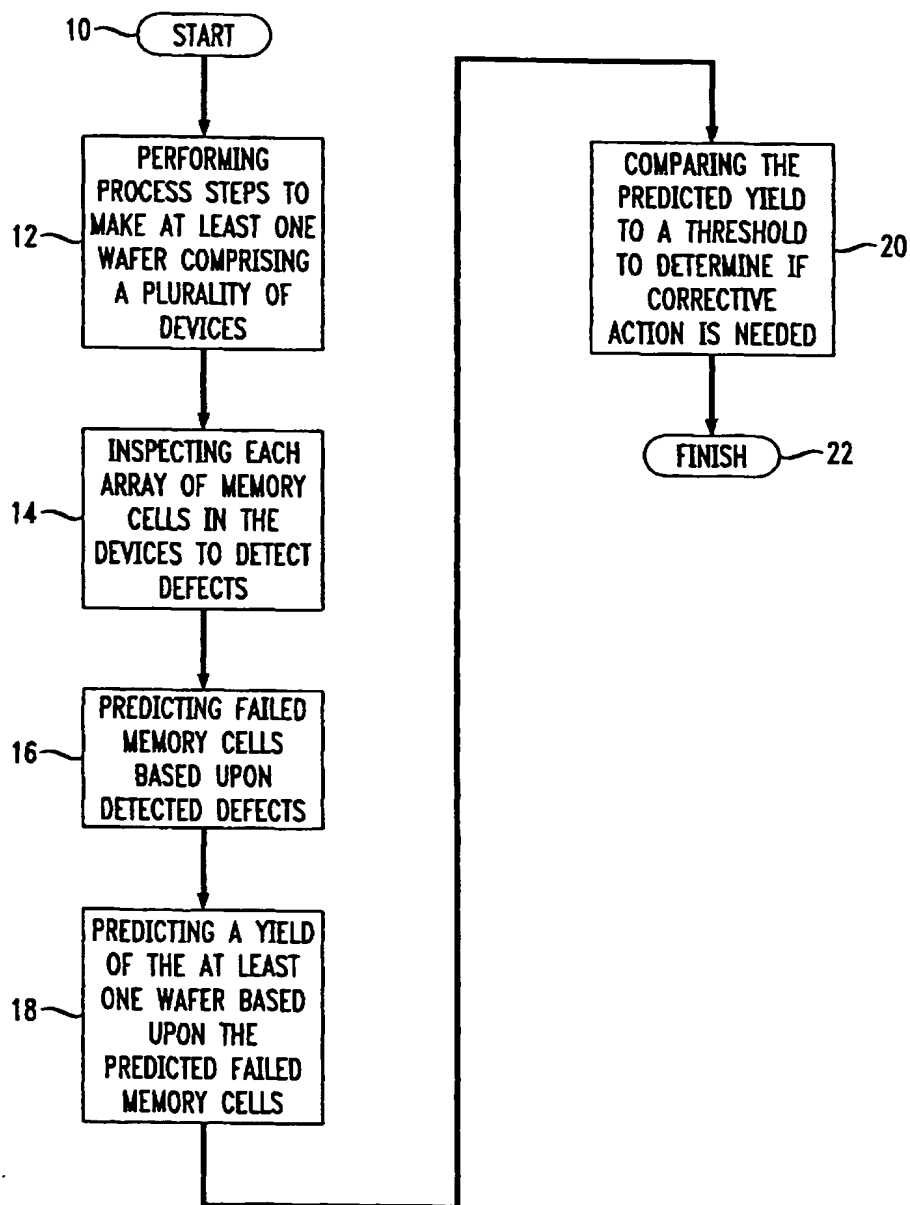 10
START
12
PERFORMING
PROCESS STEPS TO
MAKE AT LEAST ONE
WAFER COMPRISING
A PLURALITY OF
DEVICES
14
INSPECTING EACH
ARRAY OF MEMORY
CELLS IN THE
DEVICES TO DETECT
DEFECTS
16
PREDICTING FAILED
MEMORY CELLS
BASED UPON
DETECTED DEFECTS
18
PREDICTING A YIELD
OF THE AT LEAST
ONE WAFER BASED
UPON THE
PREDICTED FAILED
MEMORY CELLS
COMPARING THE
PREDICTED YIELD
TO A THRESHOLD
TO DETERMINE IF
CORRECTIVE
ACTION IS NEEDED
20
FINISH
22